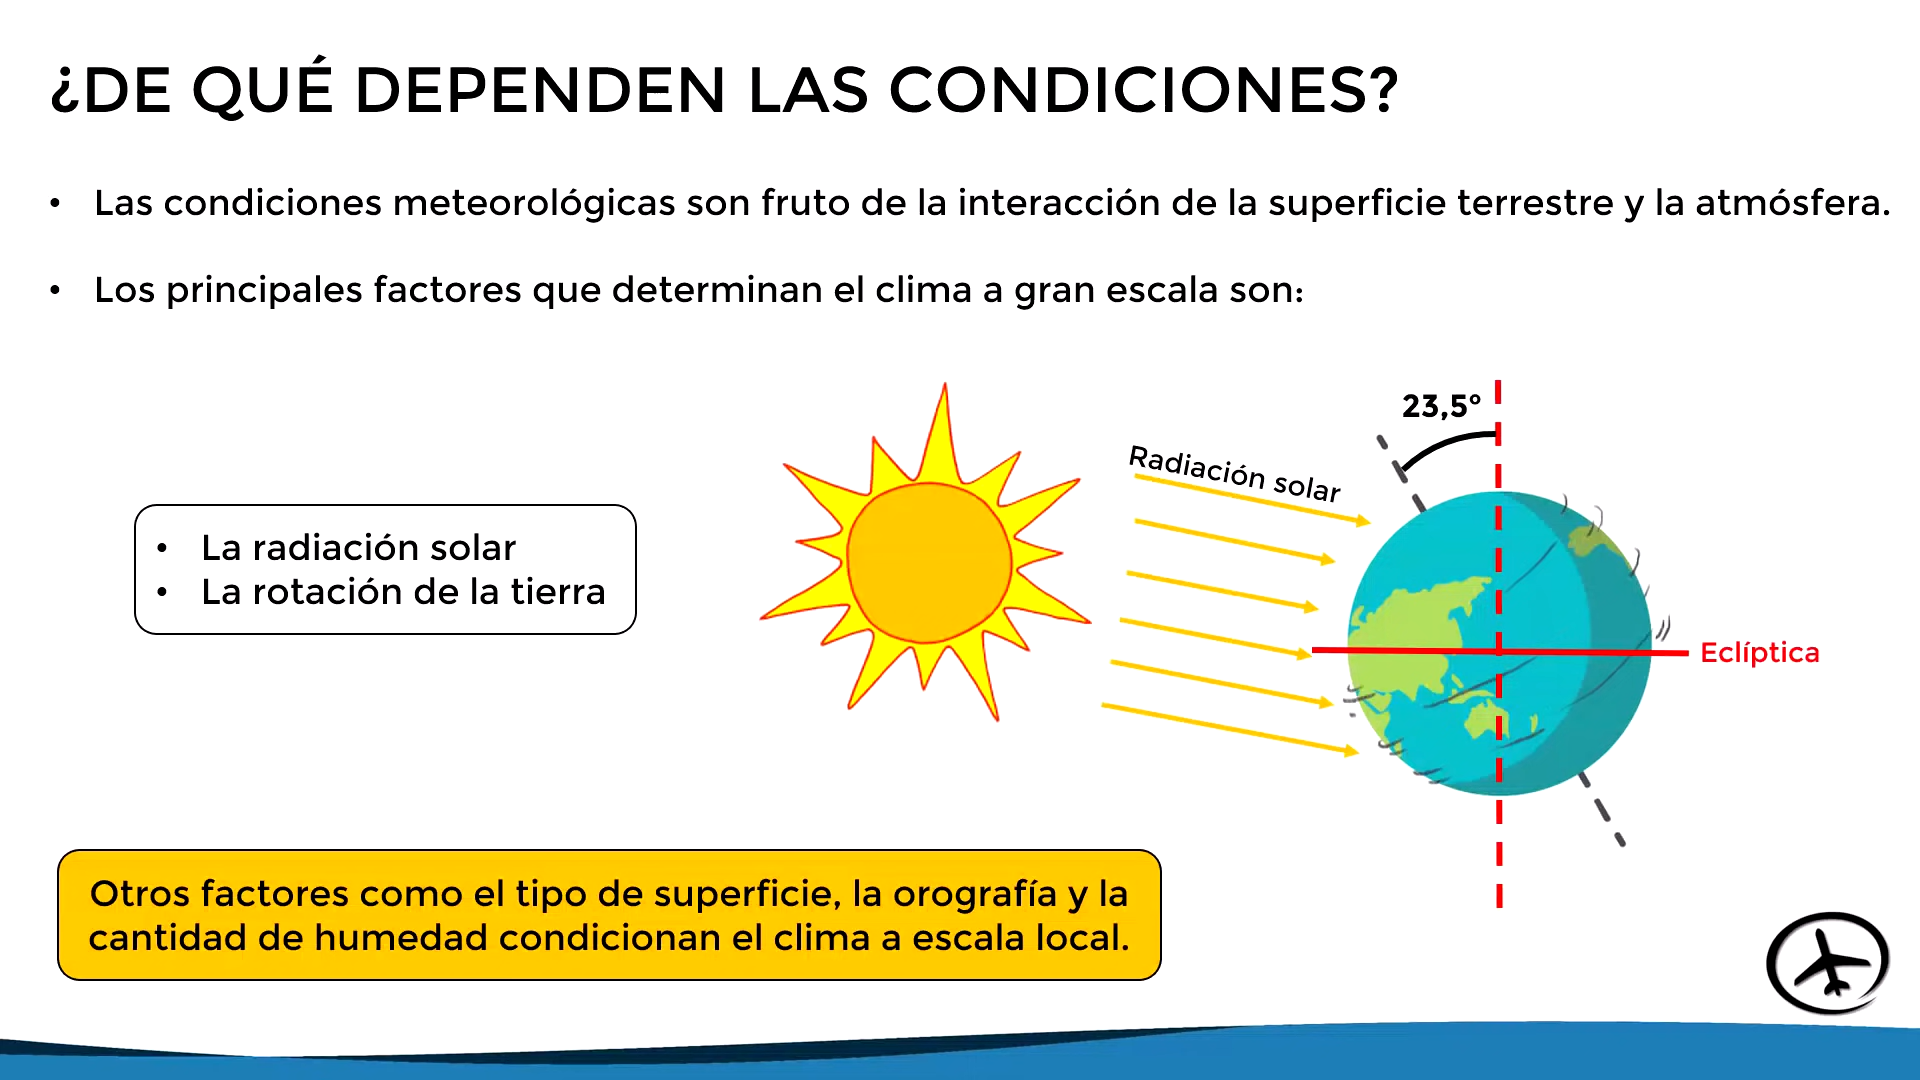 ¿DE QUÉ DEPENDEN LAS CONDICIONES?
• Las condiciones meteorológicas son fruto de la interacción de la superficie terrestre y la atmósfera.
• Los principales factores que determinan el clima a gran escala son:
23,5°
Radiación solar
• La radiación solar
• La rotación de la tierra
Eclíptica
Otros factores como el tipo de superficie, la orografía y la
cantidad de humedad condicionan el clima a escala local.